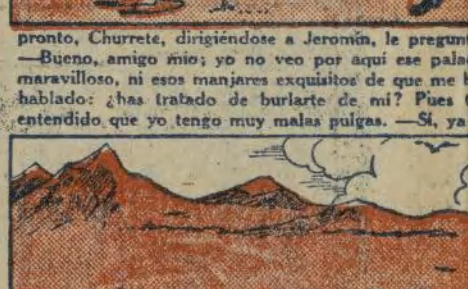 pronto, Churrete, dirigiéndose a Jeromín, le pregunt
—Bueno, amigo mio; yo no veo por aquí ese pala
maravilloso, ni esos manjares exquisitos de que me
hablado: ¿has tratado de burlarte de mí? Pues
entendido que yo tengo muy malas pulgas. —Sí, ya